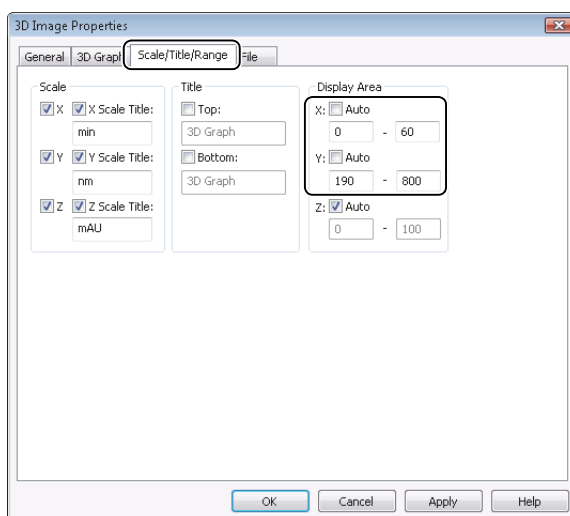 3D Image Properties
General 3D Graph Scale/Title/Range File
Scale
X X Scale Title:
min
Y Y Scale Title:
nm
Z Z Scale Title:
mAU
Title
Top:
3D Graph
Bottom:
3D Graph
Display Area
X: Auto
0 - 60
Y: Auto
190 - 800
Z: Auto
0 - 100
OK Cancel Apply Help